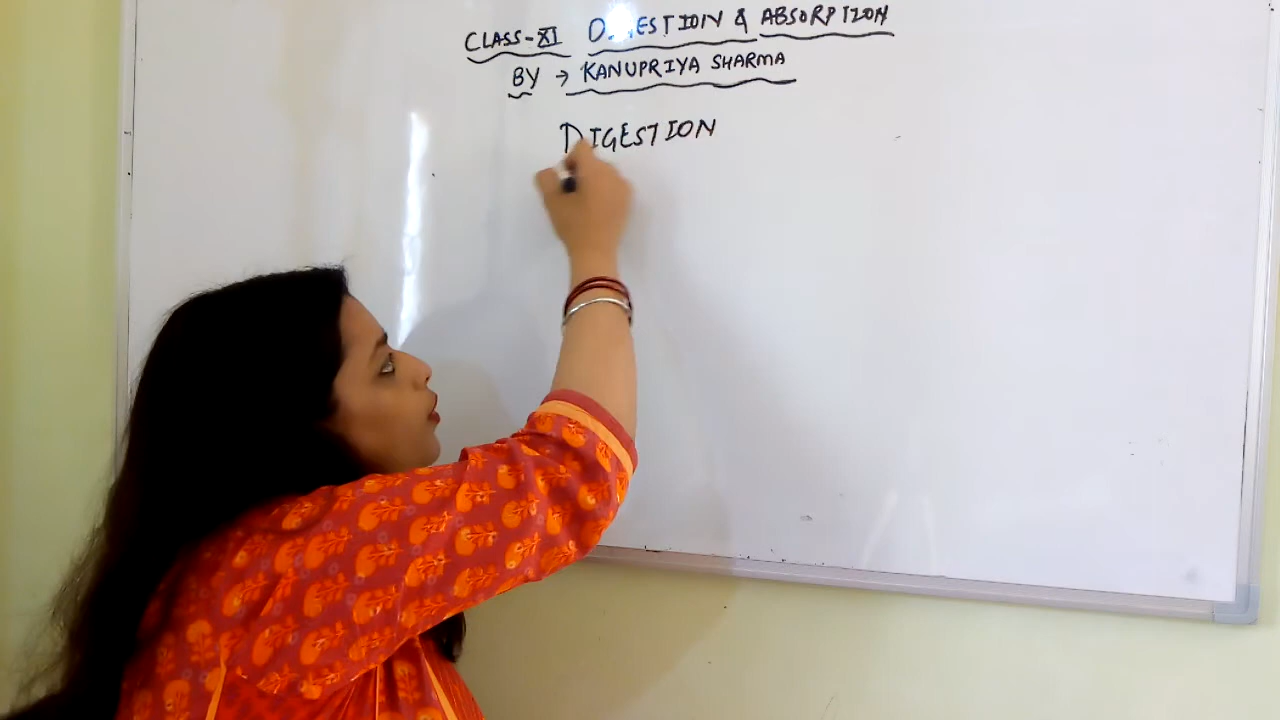 CLASS-XI DIGESTION & ABSORPTION
BY → KANUPRIYA SHARMA
DIGESTION